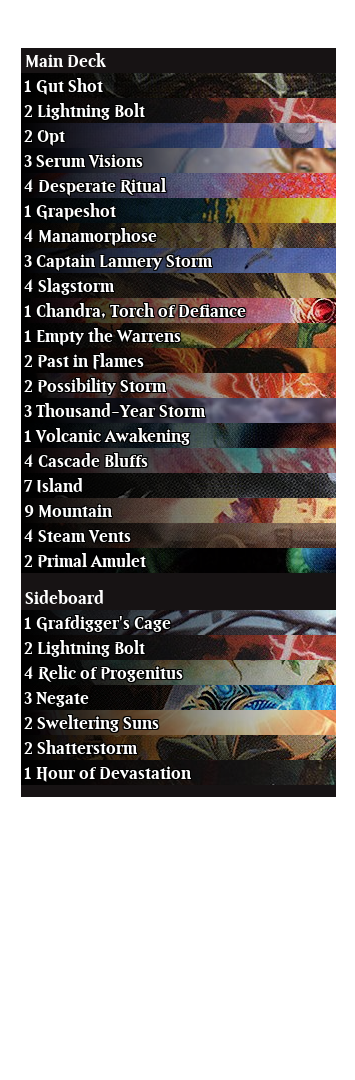 Main Deck
1 Gut Shot
2 Lightning Bolt
2 Opt
3 Serum Visions
4 Desperate Ritual
1 Grapeshot
4 Manamorphose
3 Captain Lannery Storm
4 Slagstorm
1 Chandra, Torch of Defiance
1 Empty the Warrens
2 Past in Flames
2 Possibility Storm
3 Thousand-Year Storm
1 Volcanic Awakening
4 Cascade Bluffs
7 Island
9 Mountain
4 Steam Vents
2 Primal Amulet
Sideboard
1 Grafdigger's Cage
2 Lightning Bolt
4 Relic of Progenitus
3 Negate
2 Sweltering Suns
2 Shatterstorm
1 Hour of Devastation